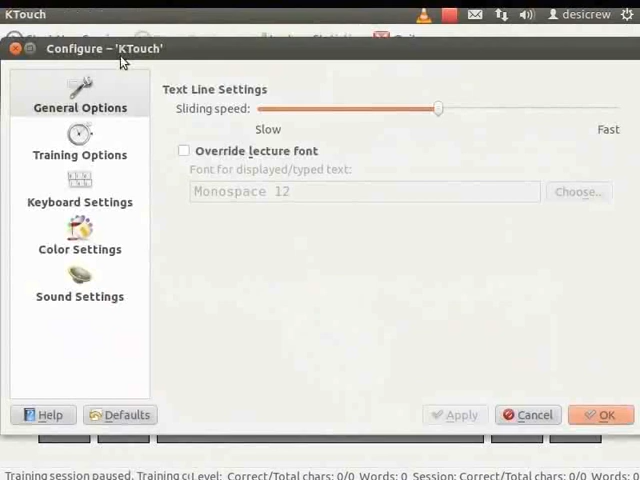 KTouch
desicrew
Configure – 'KTouch'
General Options
Training Options
Keyboard Settings
Color Settings
Sound Settings
Text Line Settings
Sliding speed:
Slow Fast
Override lecture font
Font for displayed/typed text:
Monospace 12 Choose..
Help Defaults Apply Cancel OK
Training session paused. Training Level: Correct/Total chars: 0/0 Words: 0 Session: Correct/Total chars: 0/0 Words: